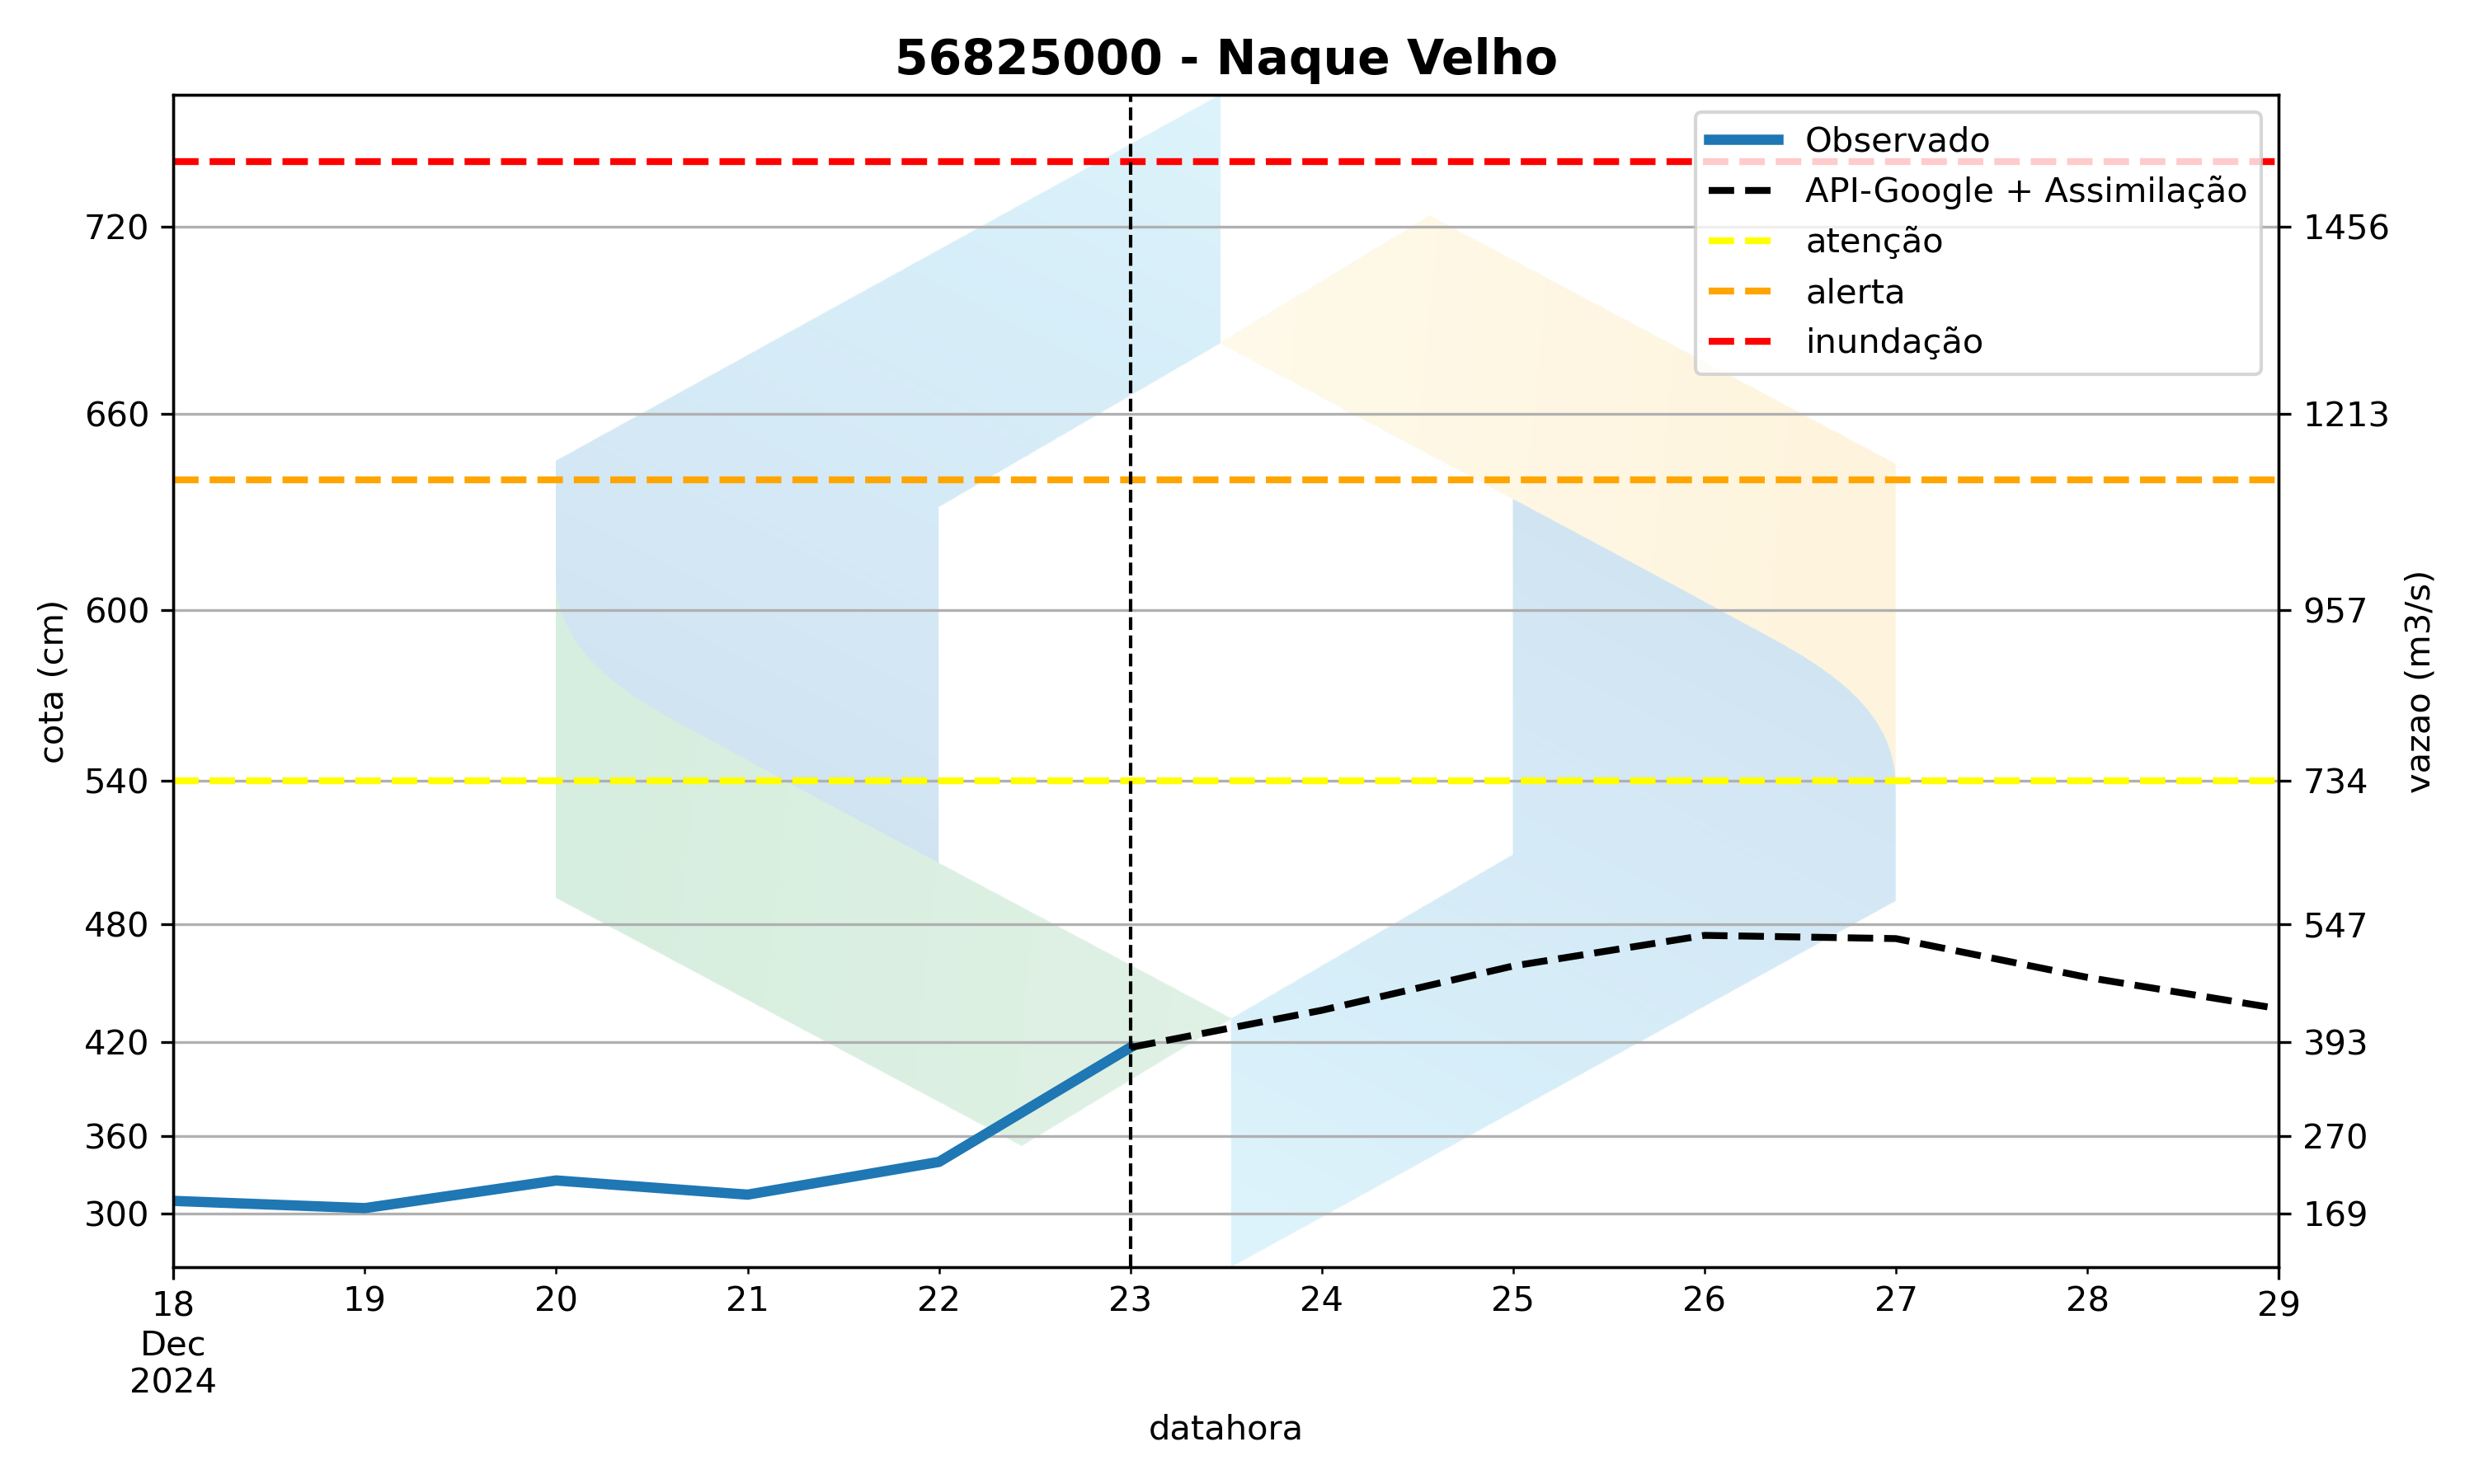 56825000 - Naque Velho
Observado
API-Google + Assimilação
atenção
alerta
inundação
720
660
600
540
480
420
360
300
cota (cm)
1456
1213
957
734
547
393
270
169
vazao (m3/s)
18 19 20 21 22 23 24 25 26 27 28 29
Dec
2024
datahora